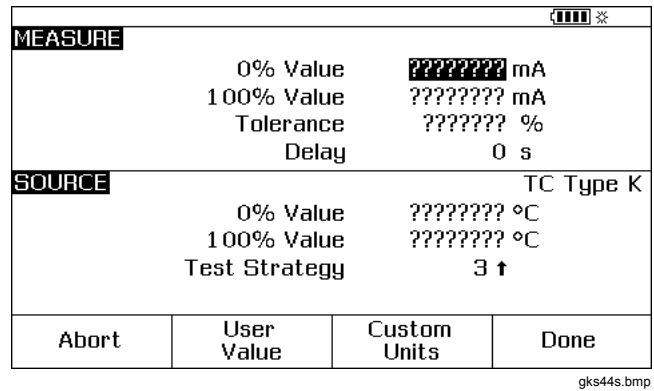 MEASURE
0% Value ???????? mA
100% Value ???????? mA
Tolerance ??????? %
Delay 0 s
SOURCE TC Type K
0% Value ???????? °C
100% Value ???????? °C
Test Strategy 3 ↑
Abort User Value Custom Units Done
gks44s.bmp